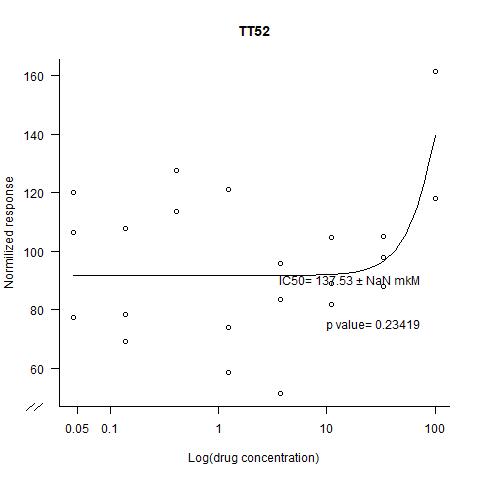 TT52
Normilized response
160
140
120
100
80
60
IC50= 137.53 ± NaN mkM
p value= 0.23419
0.05 0.1 1 10 100
Log(drug concentration)